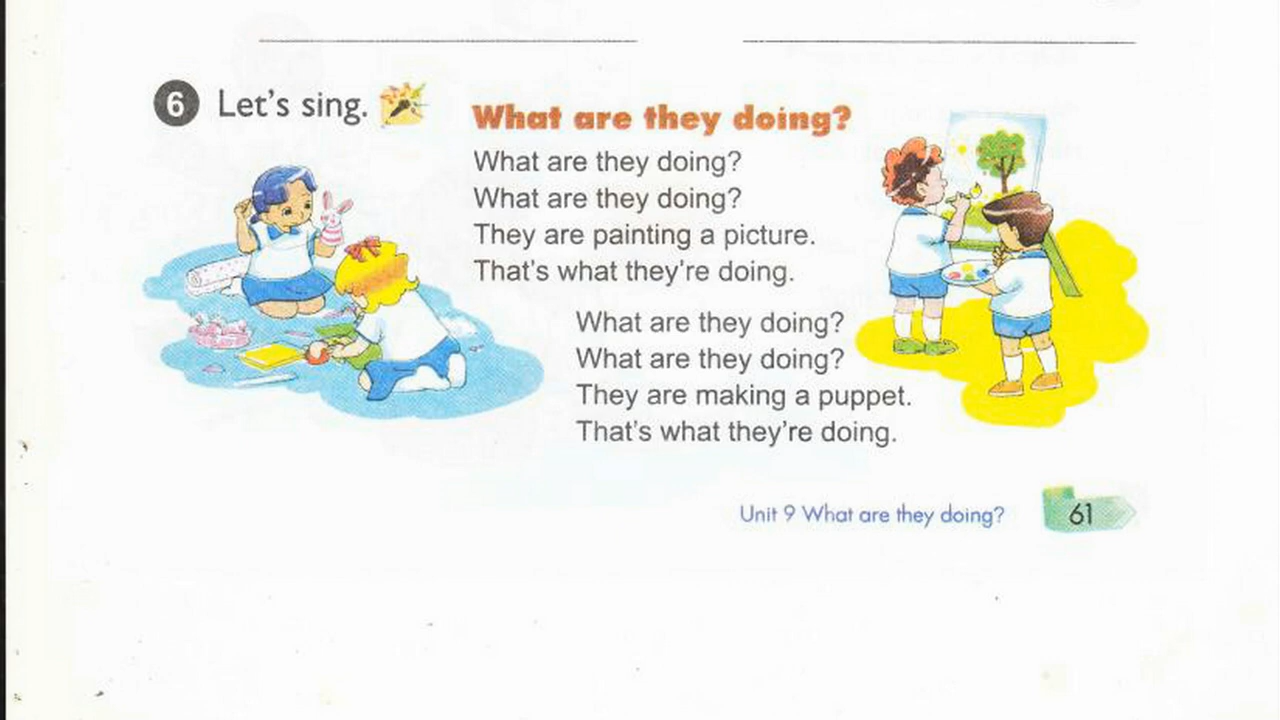 6 Let's sing.
What are they doing?
What are they doing?
What are they doing?
They are painting a picture.
That's what they're doing.
What are they doing?
What are they doing?
They are making a puppet.
That's what they're doing.
Unit 9 What are they doing?
61